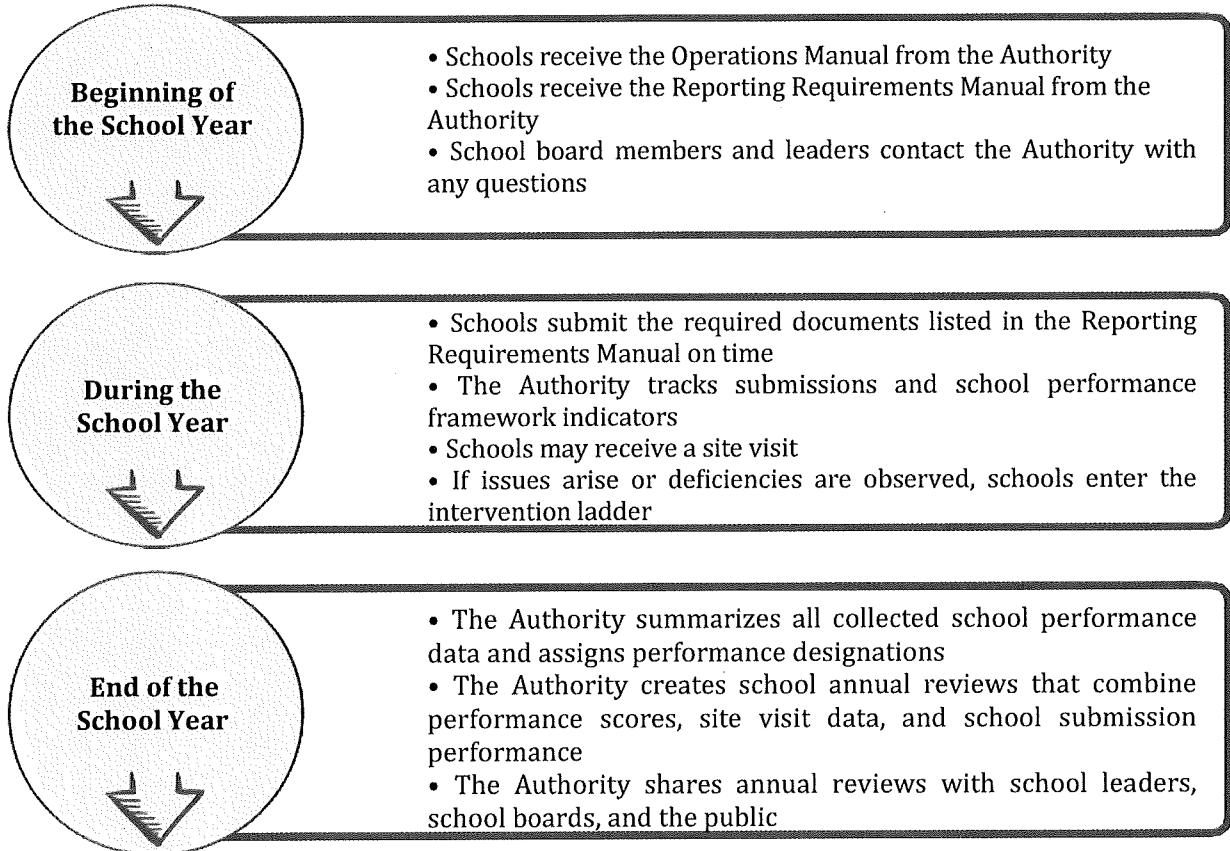 Beginning of
the School Year
• Schools receive the Operations Manual from the Authority
• Schools receive the Reporting Requirements Manual from the
Authority
• School board members and leaders contact the Authority with
any questions
During the
School Year
• Schools submit the required documents listed in the Reporting
Requirements Manual on time
• The Authority tracks submissions and school performance
framework indicators
• Schools may receive a site visit
• If issues arise or deficiencies are observed, schools enter the
intervention ladder
End of the
School Year
• The Authority summarizes all collected school performance
data and assigns performance designations
• The Authority creates school annual reviews that combine
performance scores, site visit data, and school submission
performance
• The Authority shares annual reviews with school leaders,
school boards, and the public